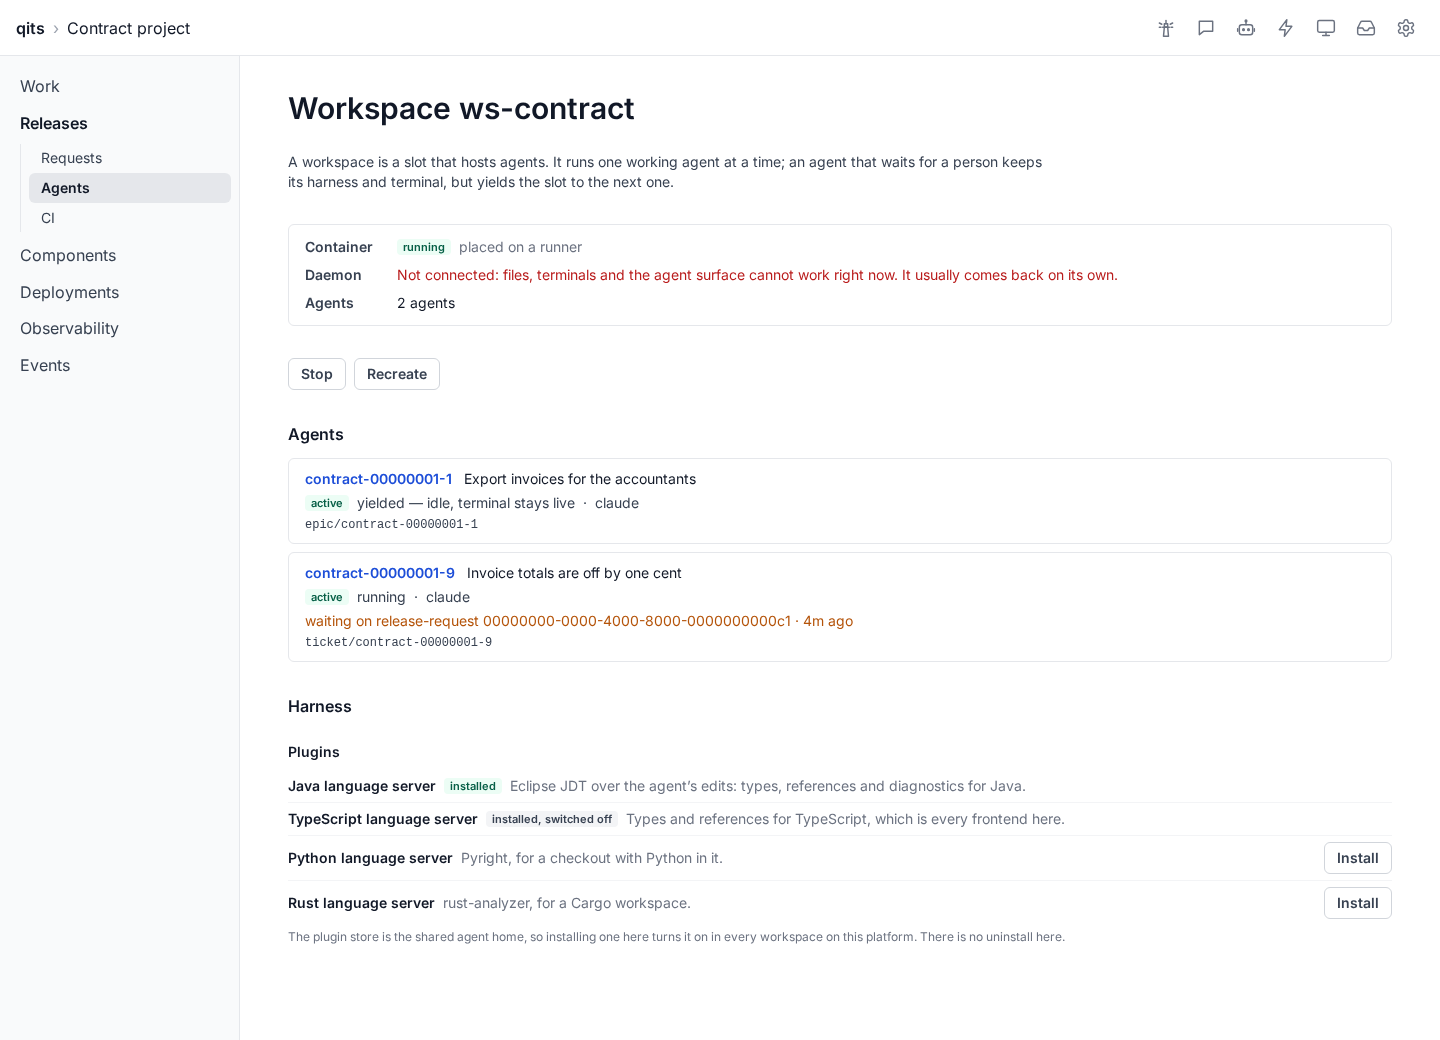 qits › Contract project
Work
Releases
Requests
Agents
CI
Components
Deployments
Observability
Events
Workspace ws-contract
A workspace is a slot that hosts agents. It runs one working agent at a time; an agent that waits for a person keeps
its harness and terminal, but yields the slot to the next one.
Container running placed on a runner
Daemon Not connected: files, terminals and the agent surface cannot work right now. It usually comes back on its own.
Agents 2 agents
Stop Recreate
Agents
contract-00000001-1 Export invoices for the accountants
active yielded — idle, terminal stays live · claude
epic/contract-00000001-1
contract-00000001-9 Invoice totals are off by one cent
active running · claude
waiting on release-request 00000000-0000-4000-8000-0000000000c1 · 4m ago
ticket/contract-00000001-9
Harness
Plugins
Java language server installed Eclipse JDT over the agent’s edits: types, references and diagnostics for Java.
TypeScript language server installed, switched off Types and references for TypeScript, which is every frontend here.
Python language server Pyright, for a checkout with Python in it. Install
Rust language server rust-analyzer, for a Cargo workspace. Install
The plugin store is the shared agent home, so installing one here turns it on in every workspace on this platform. There is no uninstall here.